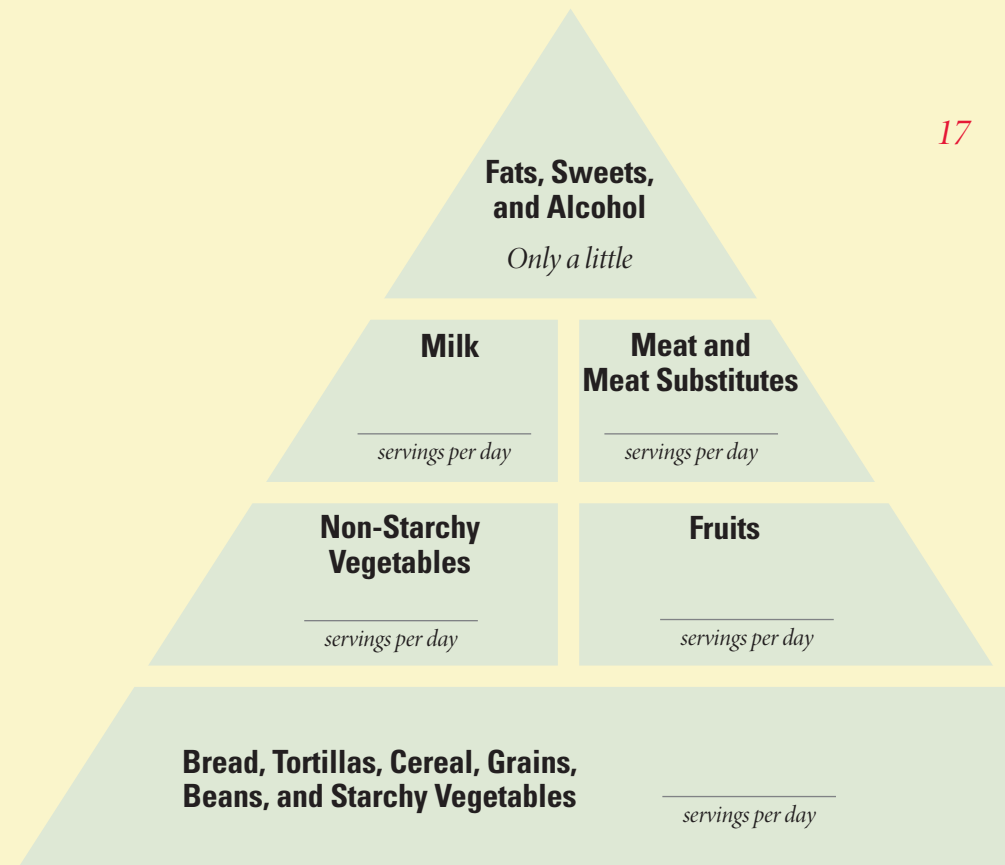 17
Fats, Sweets,
and Alcohol
Only a little
Milk
servings per day
Meat and
Meat Substitutes
servings per day
Non-Starchy
Vegetables
servings per day
Fruits
servings per day
Bread, Tortillas, Cereal, Grains,
Beans, and Starchy Vegetables
servings per day